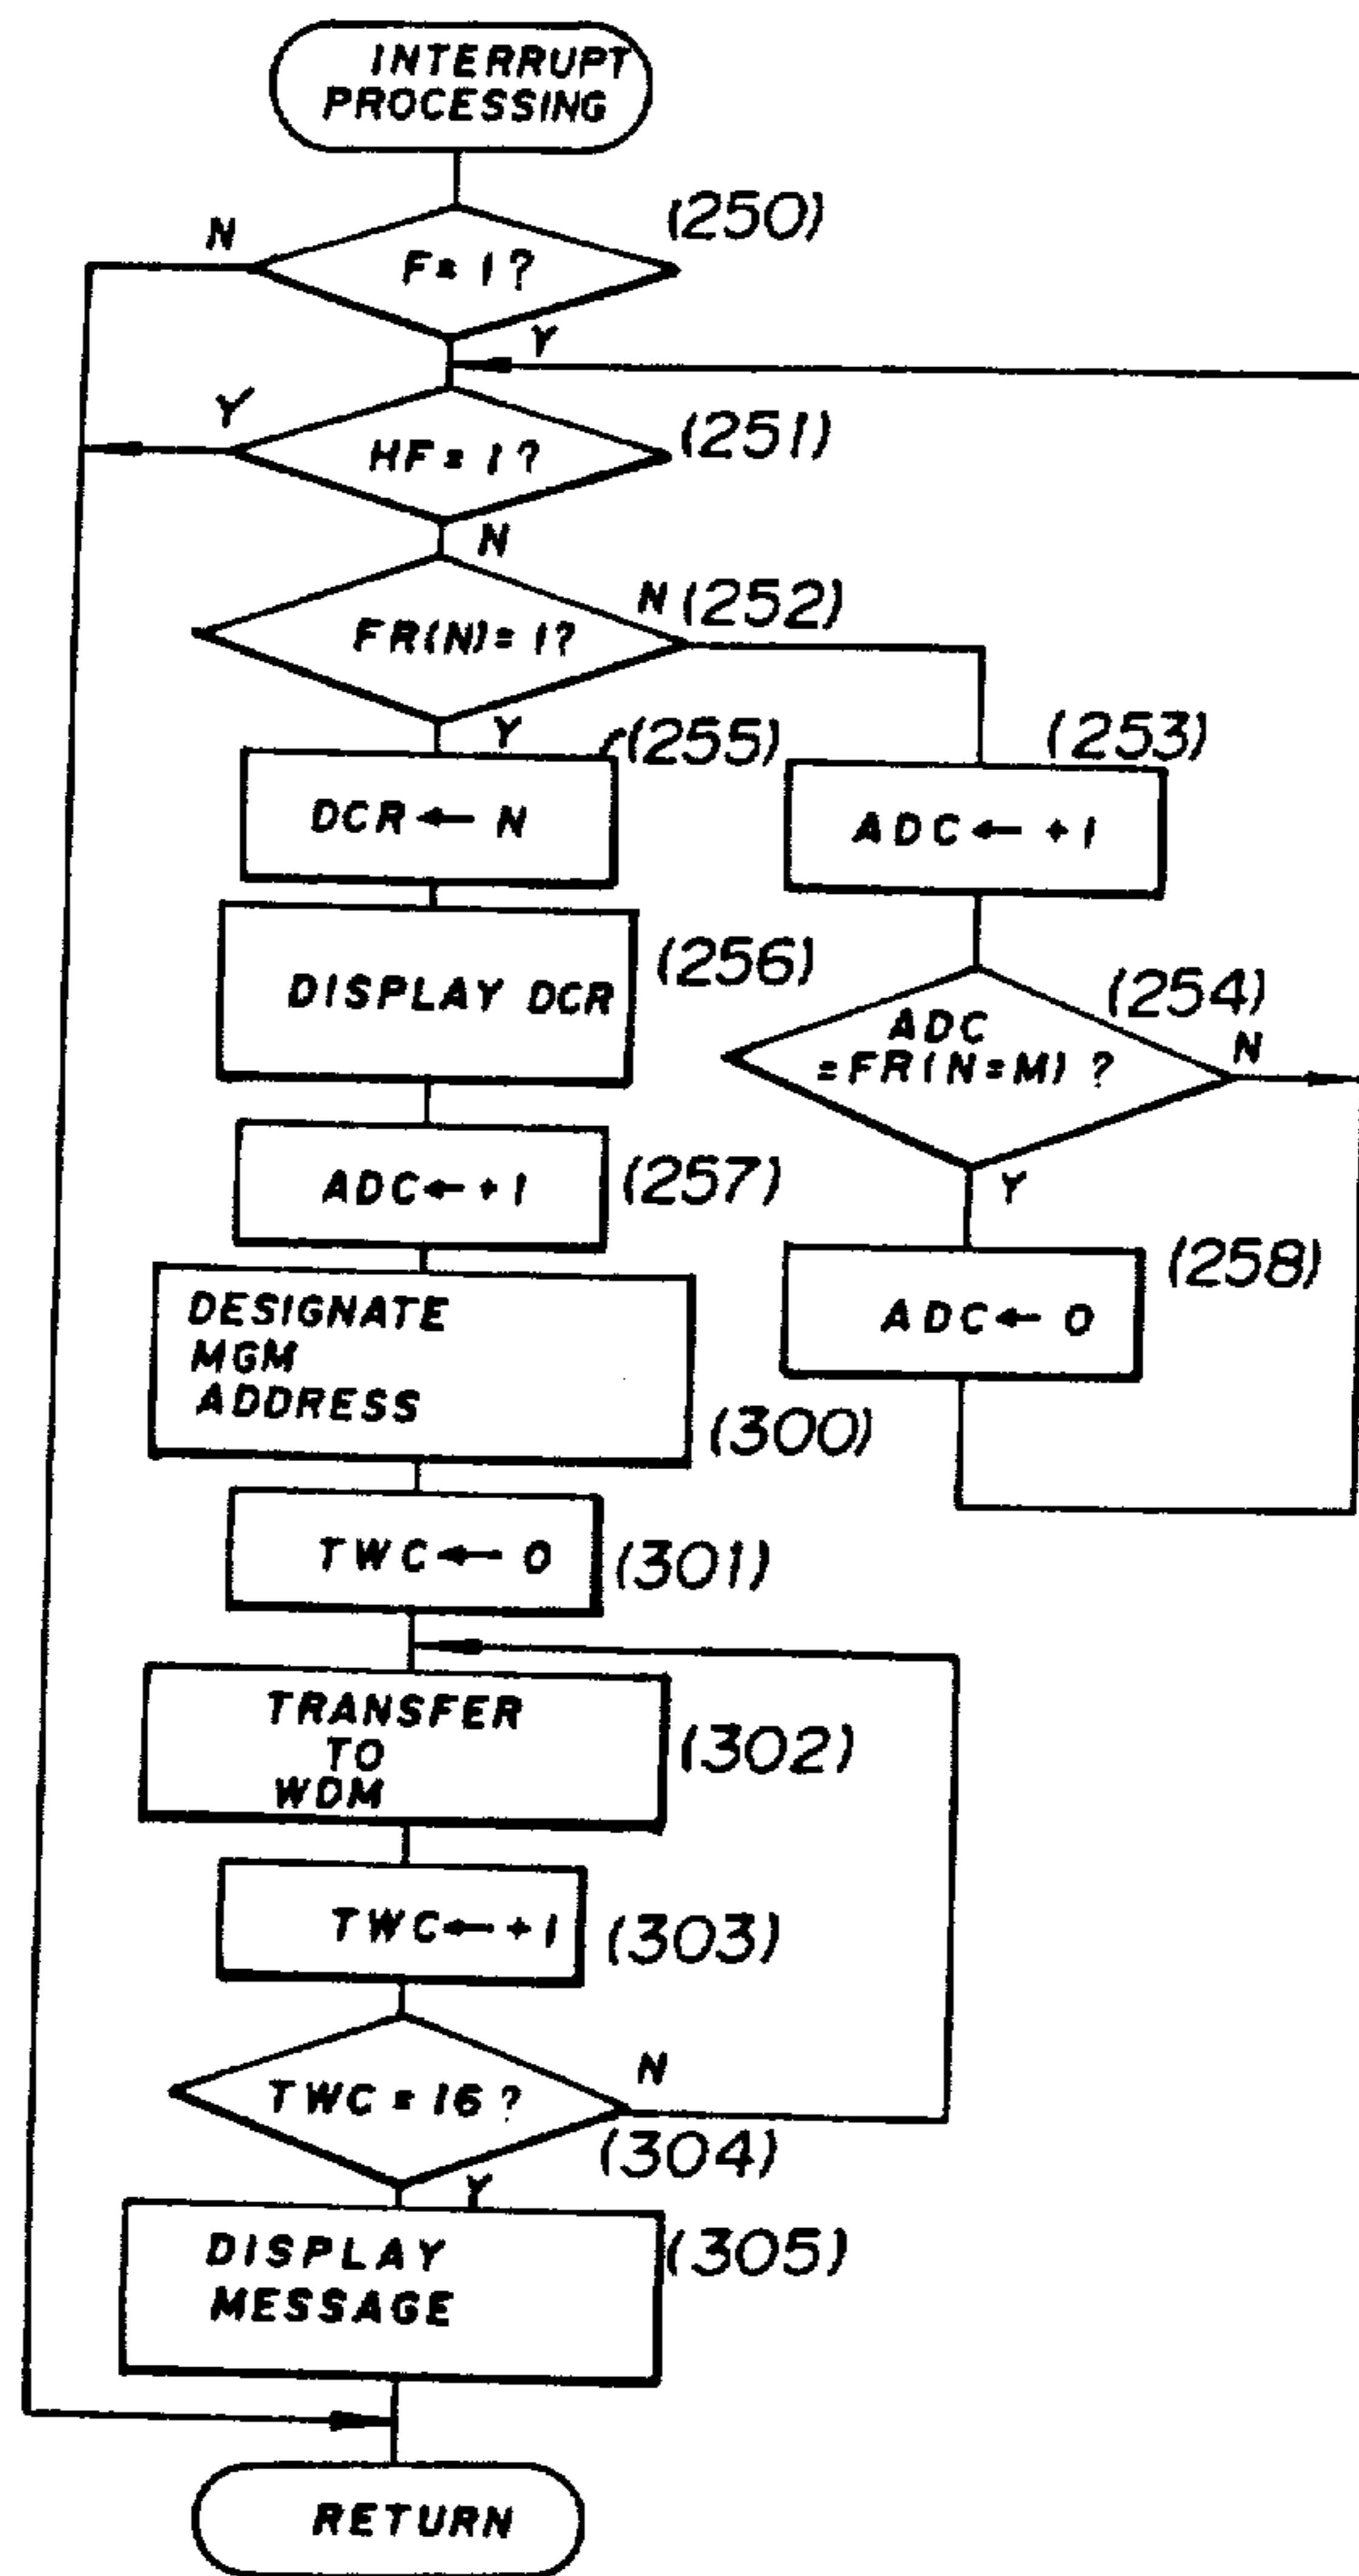 INTERRUPT
PROCESSING
(250)
N
F = 1 ?
Y
Y
(251)
HF = 1 ?
N
N (252)
FR(N) = 1?
Y
(255)
(253)
DCR ← N
ADC ← +1
(256)
DISPLAY DCR
(254)
ADC
=FR(N=M) ?
N
Y
ADC ← +1
(257)
(258)
ADC ← 0
DESIGNATE
MGM
ADDRESS
(300)
TWC ← 0
(301)
TRANSFER
TO
WDM
(302)
TWC ← +1
(303)
N
TWC = 16 ?
(304)
Y
DISPLAY
MESSAGE
(305)
RETURN